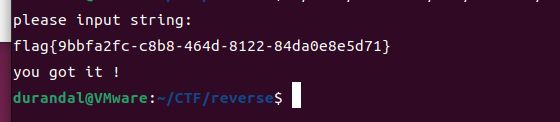 please input string:
flag{9bbfa2fc-c8b8-464d-8122-84da0e8e5d71}
you got it !
durandal@VMware:~/CTF/reverse$